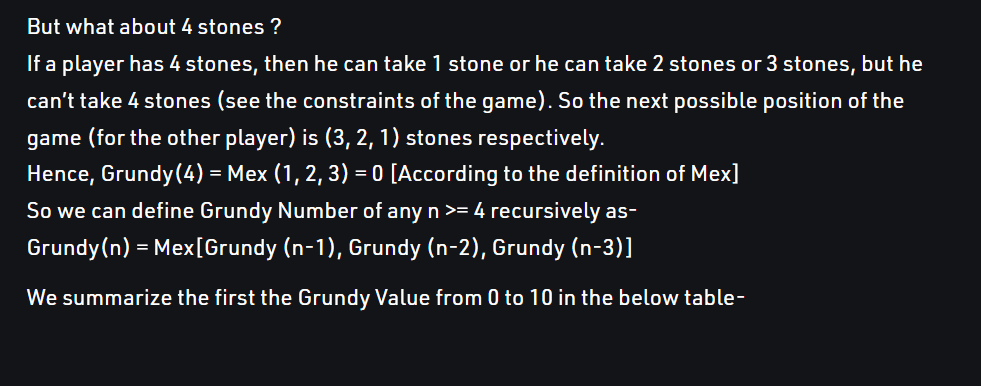 But what about 4 stones ?
If a player has 4 stones, then he can take 1 stone or he can take 2 stones or 3 stones, but he
can't take 4 stones (see the constraints of the game). So the next possible position of the
game (for the other player) is (3, 2, 1) stones respectively.
Hence, Grundy(4) = Mex (1, 2, 3) = 0 [According to the definition of Mex]
So we can define Grundy Number of any n >= 4 recursively as-
Grundy(n) = Mex[Grundy (n-1), Grundy (n-2), Grundy (n-3)]
We summarize the first the Grundy Value from 0 to 10 in the below table-